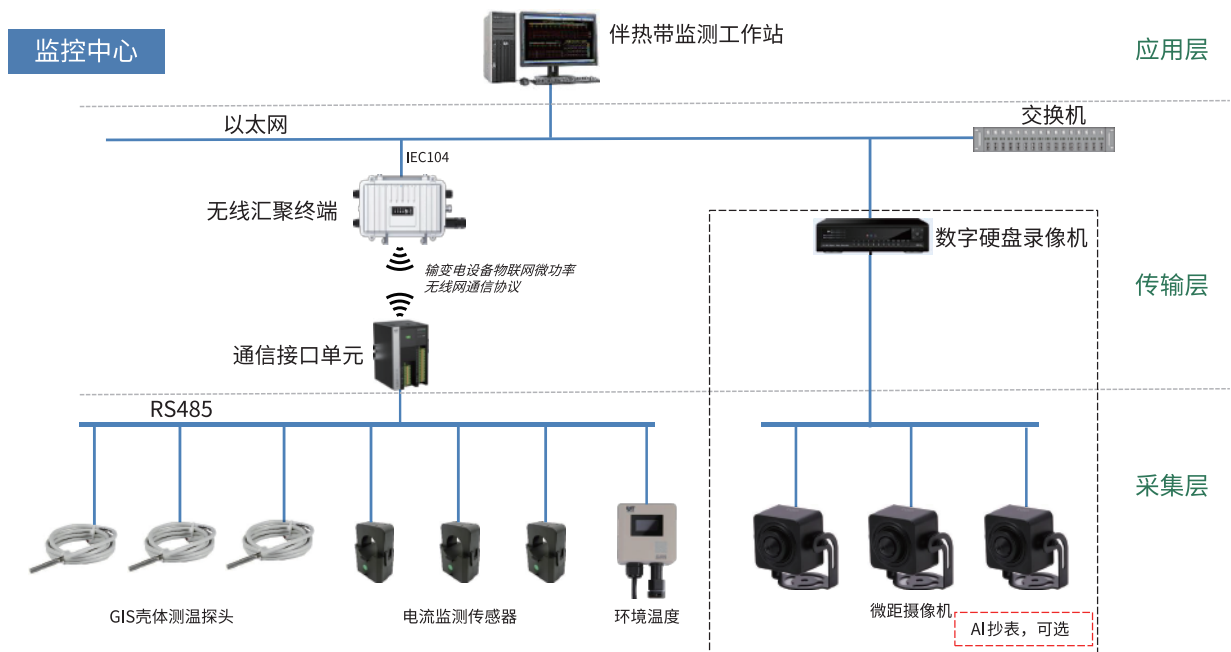 监控中心
伴热带监测工作站
应用层
以太网
交换机
IEC104
无线汇聚终端
数字硬盘录像机
输变电设备物联网微功率
无线网通信协议
传输层
通信接口单元
RS485
采集层
GIS壳体测温探头
电流监测传感器
环境温度
微距摄像机
AI抄表，可选